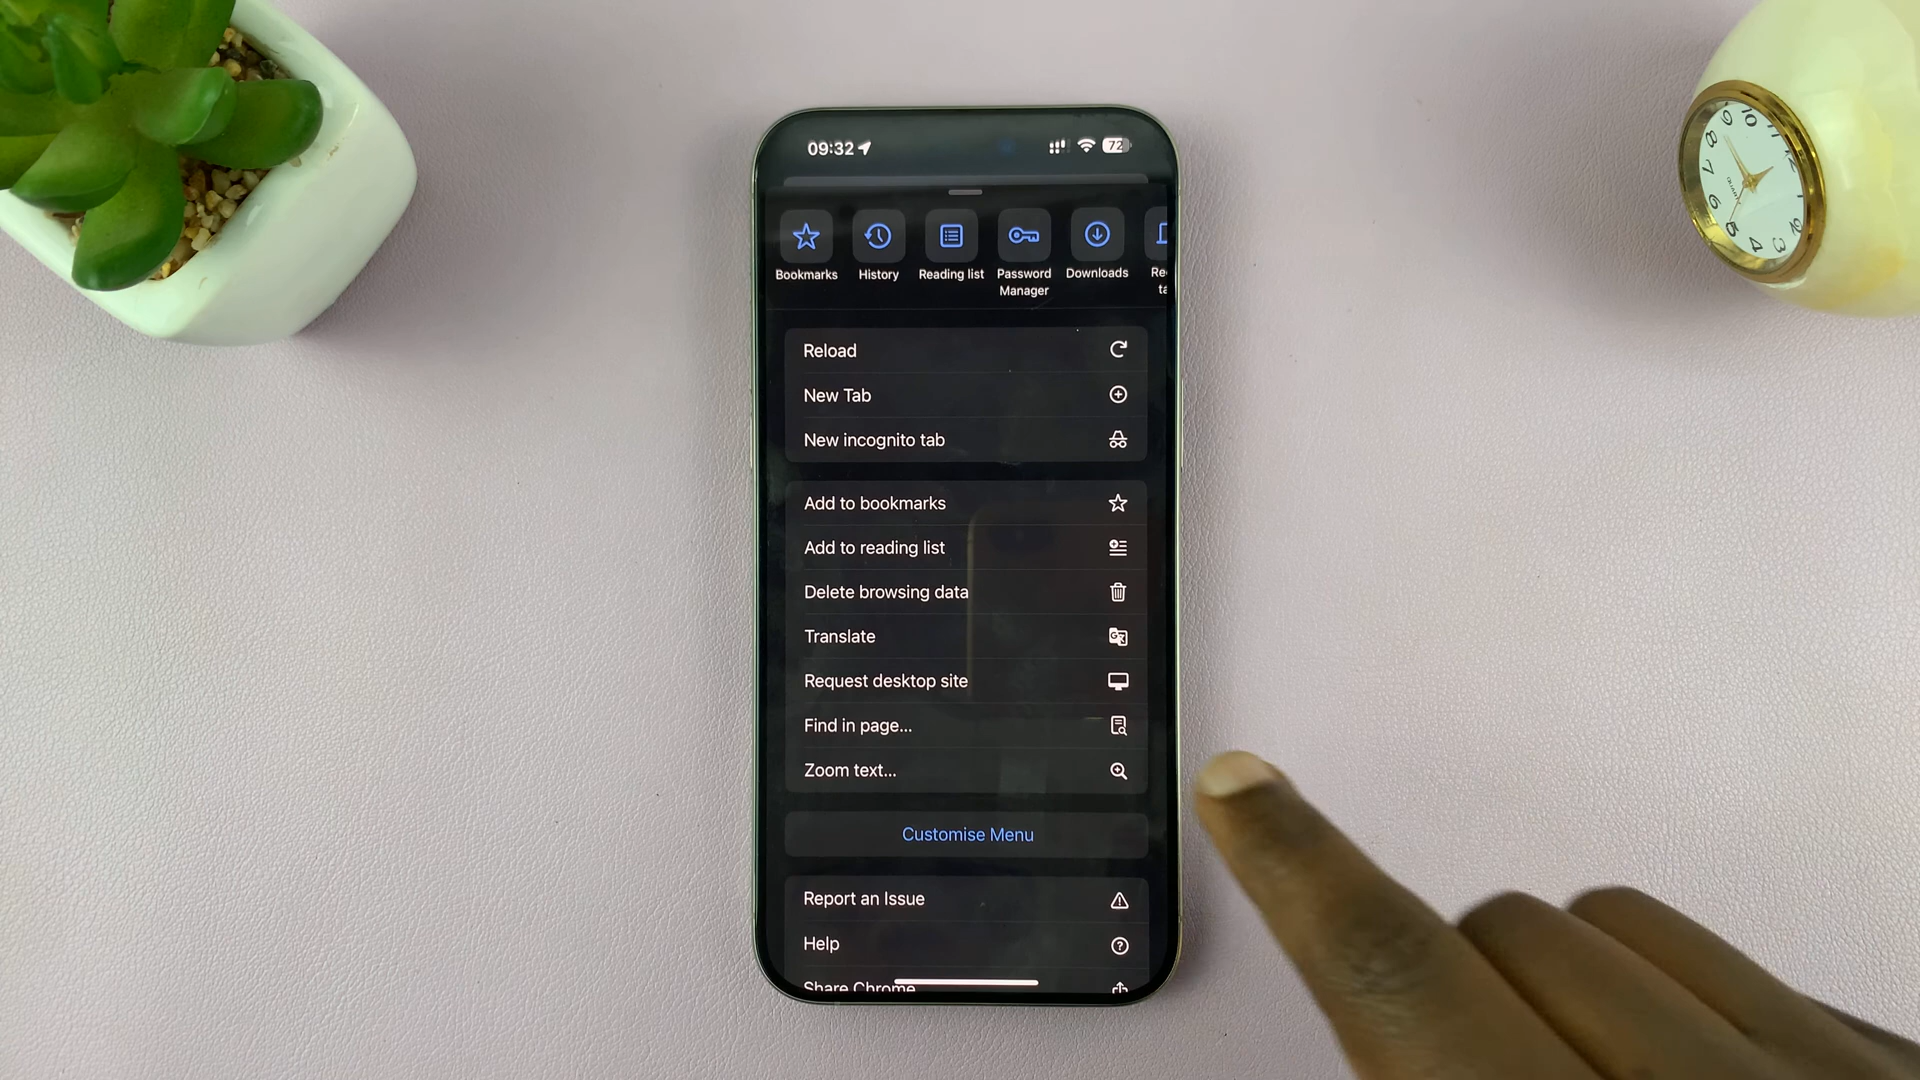 09:32
72
Bookmarks
History
Reading list
Password
Manager
Downloads
Reload
New Tab
New incognito tab
Add to bookmarks
Add to reading list
Delete browsing data
Translate
Request desktop site
Find in page...
Zoom text...
Customise Menu
Report an Issue
Help
Share Chrome